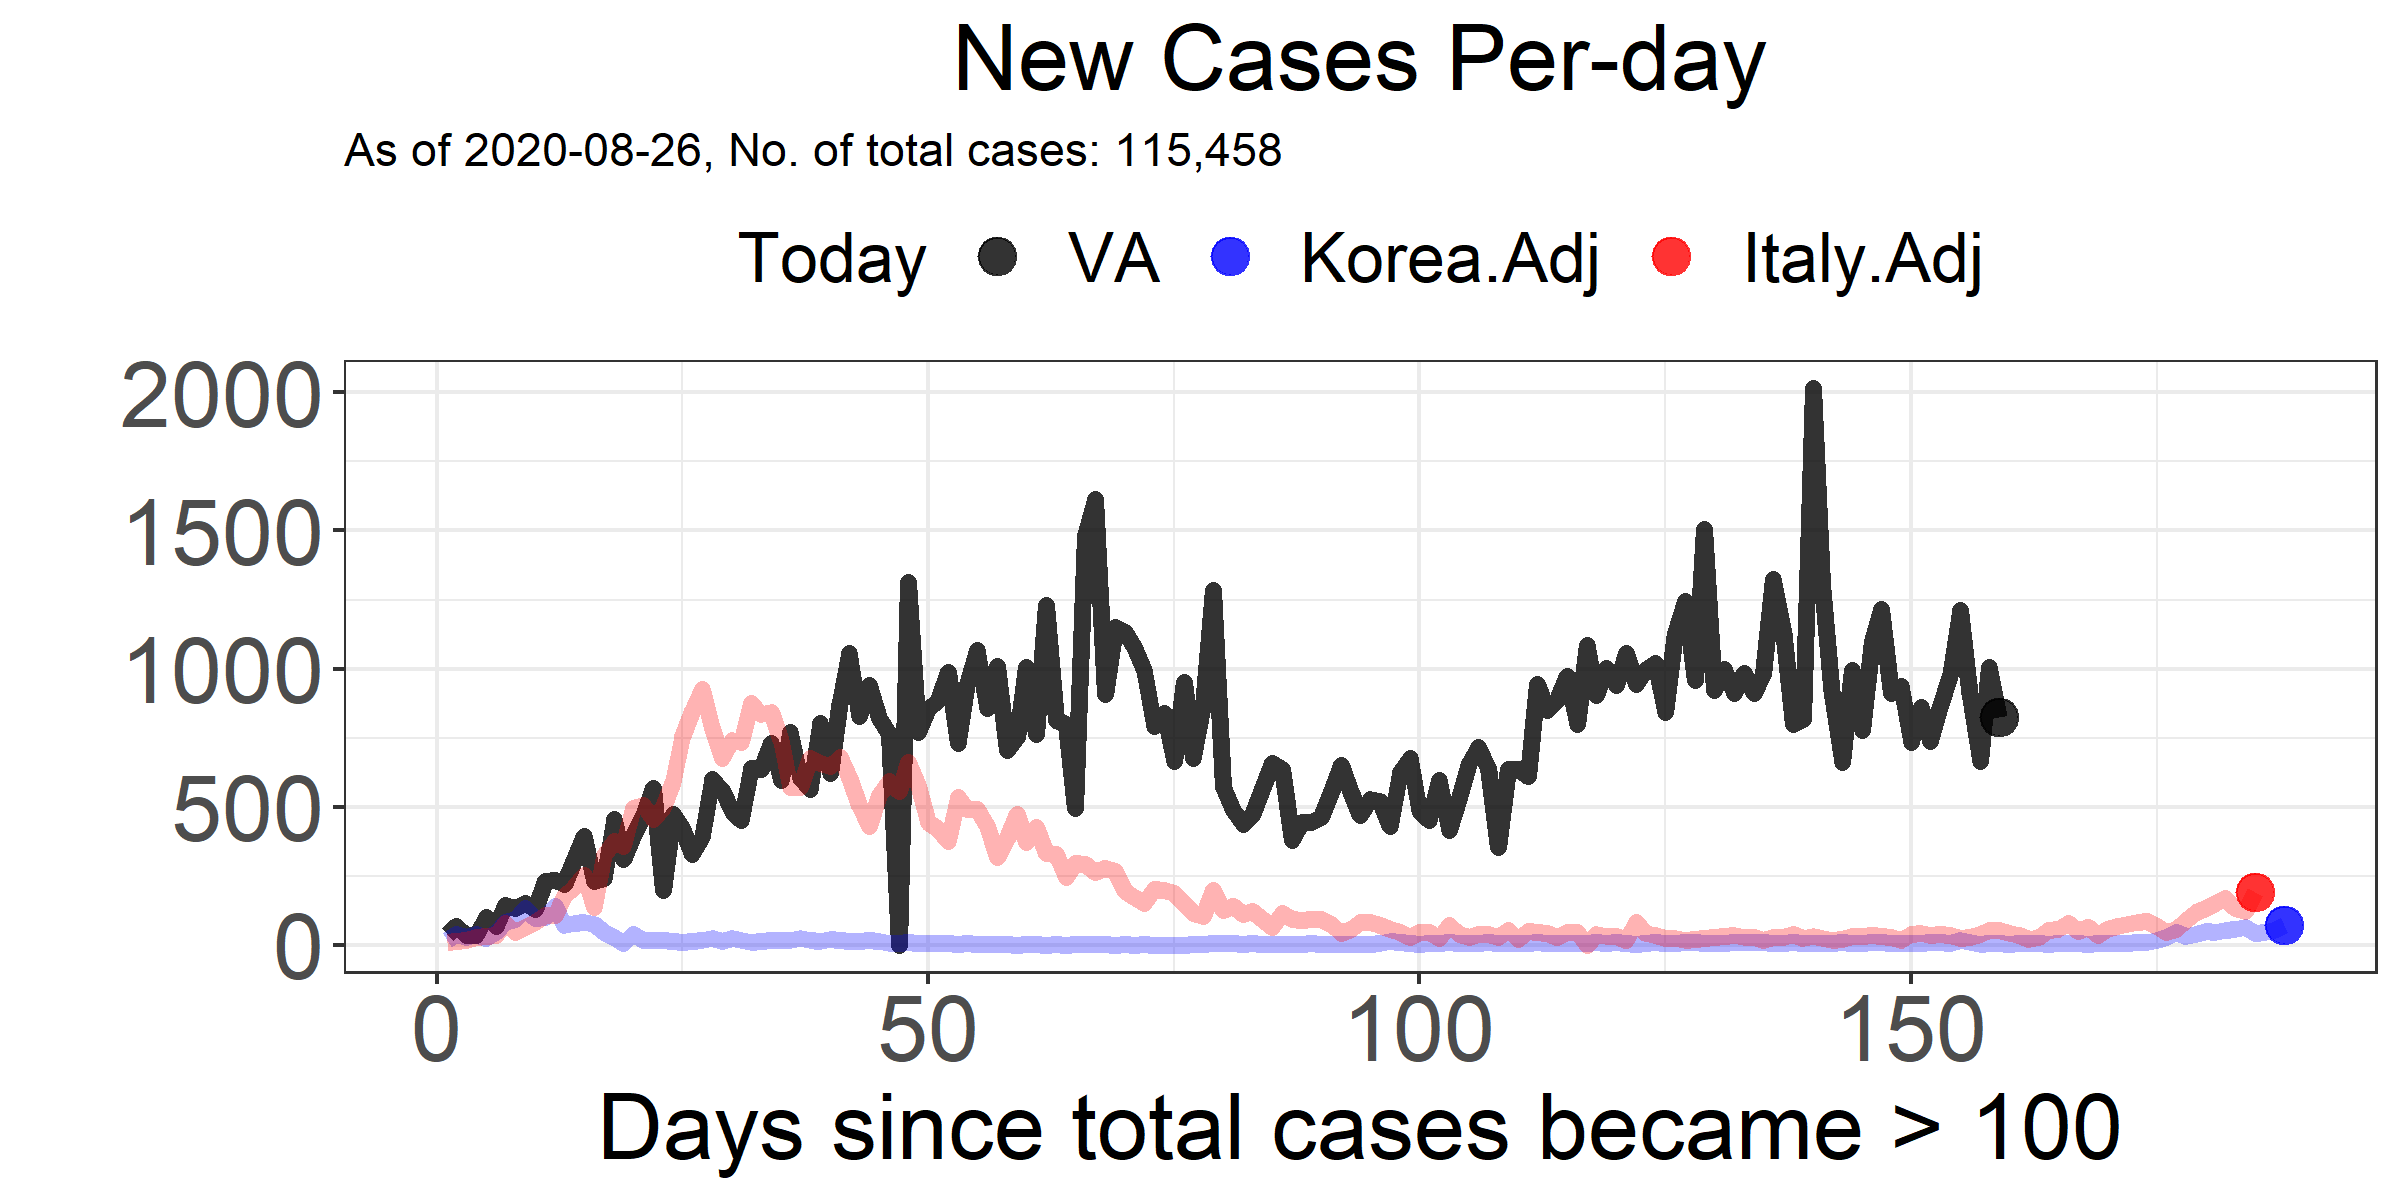 New Cases Per-day
As of 2020-08-26, No. of total cases: 115,458
Today VA Korea.Adj Italy.Adj
2000
1500
1000
500
0
0 50 100 150
Days since total cases became > 100